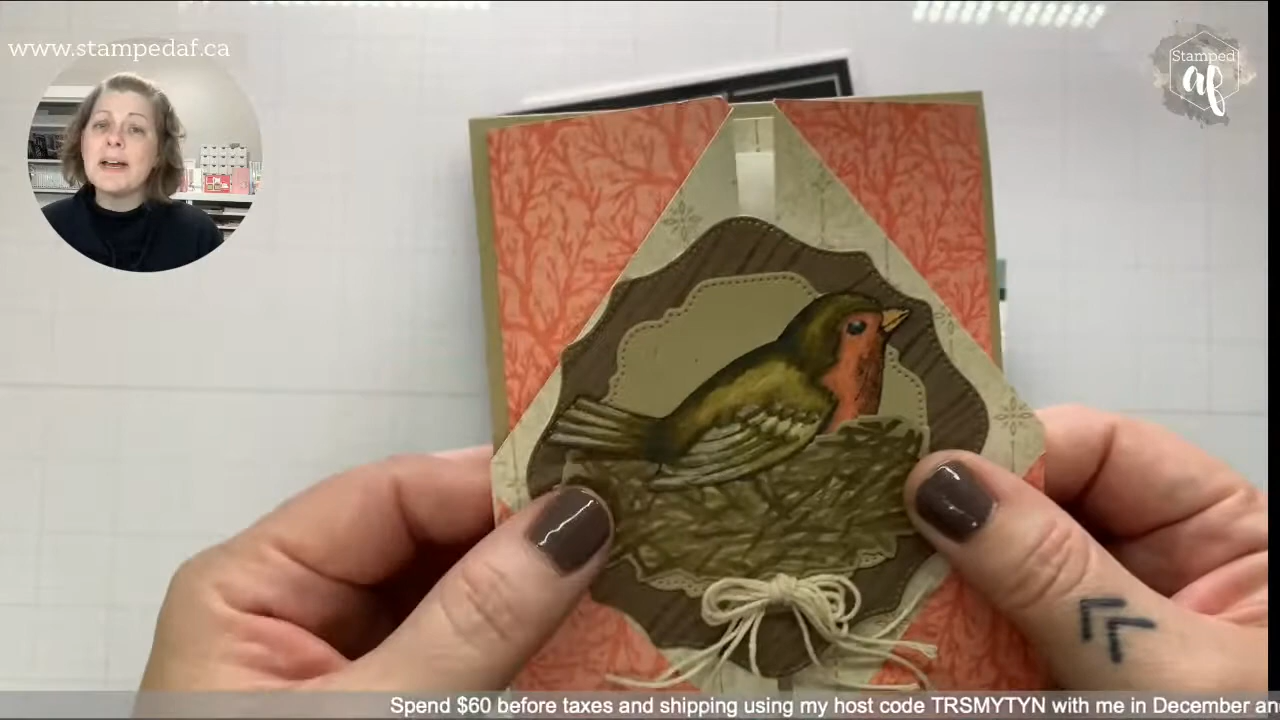 www.stampedaf.ca
Stamped
af
Spend $60 before taxes and shipping using my host code TRSMYTYN with me in December an